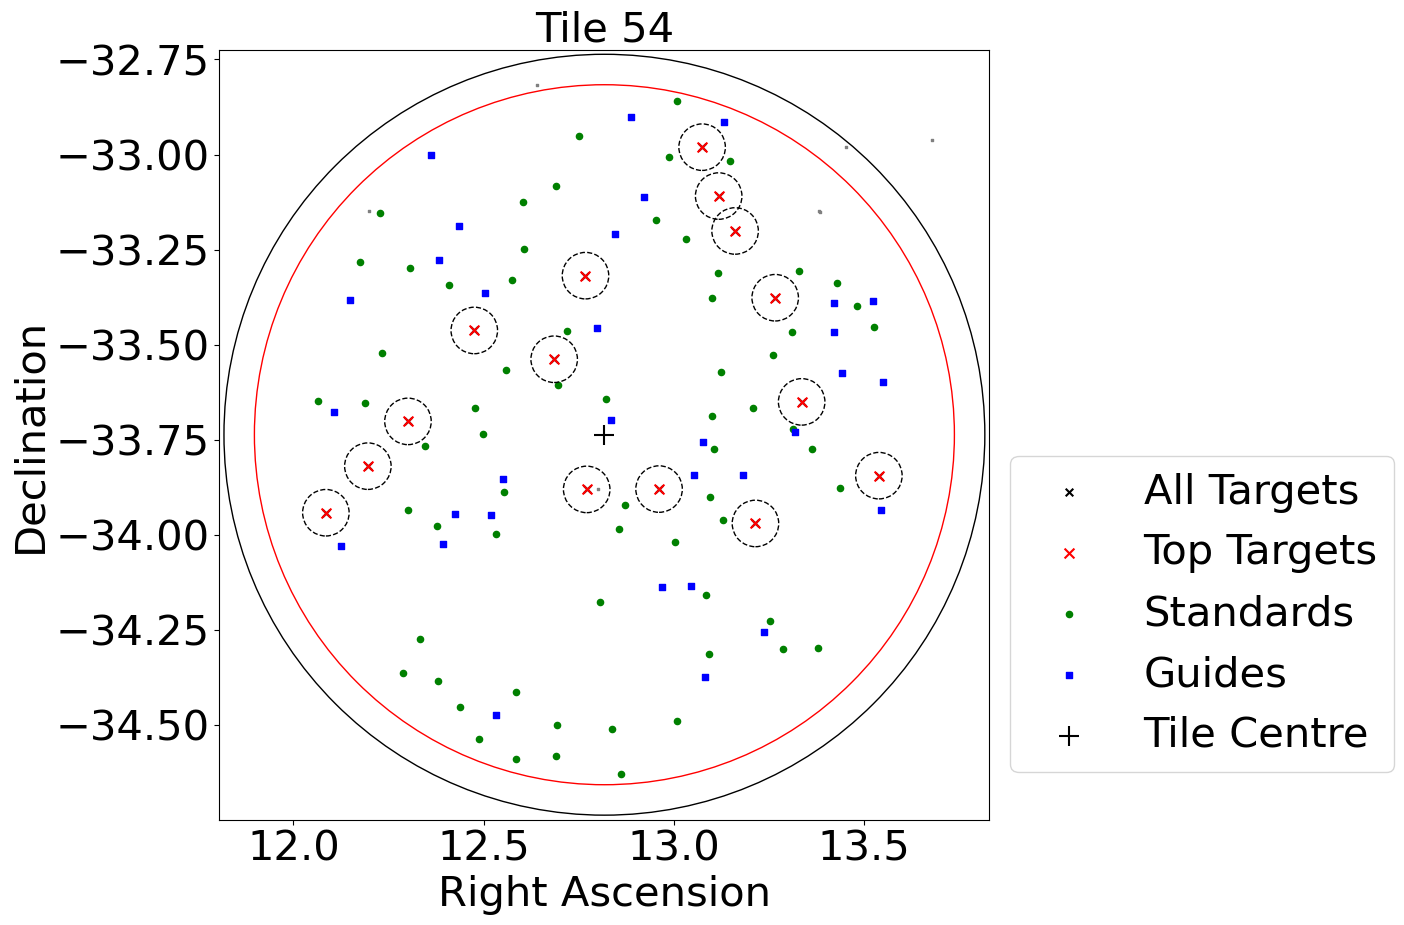 Tile 54
−32.75
−33.00
−33.25
−33.50
−33.75
−34.00
−34.25
−34.50
Declination
12.0 12.5 13.0 13.5
Right Ascension
All Targets
Top Targets
Standards
Guides
Tile Centre